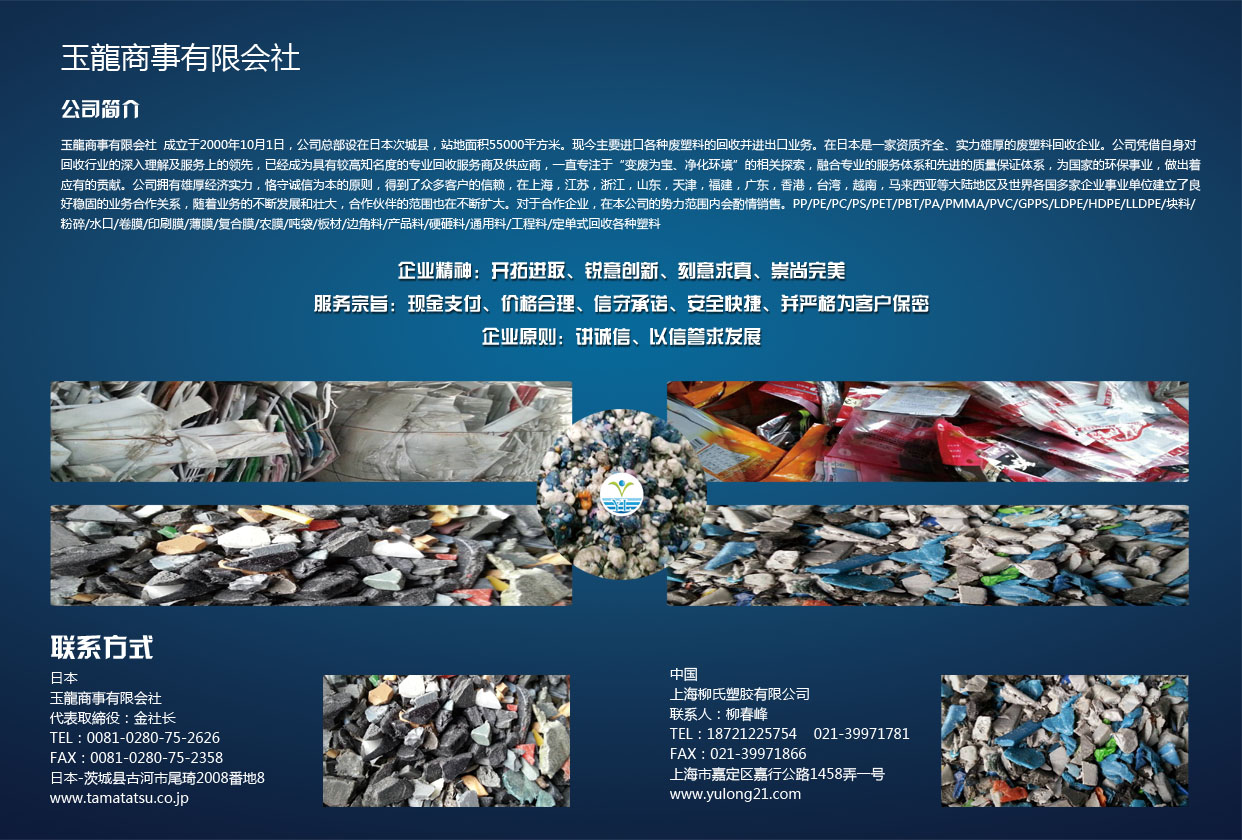 玉龍商事有限会社
公司简介
玉龍商事有限会社 成立于2000年10月1日，公司总部设在日本次城县，站地面积55000平方米。现今主要进口各种废塑料的回收并进出口业务。在日本是一家资质齐全、实力雄厚的废塑料回收企业。公司凭借自身对
回收行业的深入理解及服务上的领先，已经成为具有较高知名度的专业回收服务商及供应商，一直专注于“变废为宝、净化环境”的相关探索，融合专业的服务体系和先进的质量保证体系，为国家的环保事业，做出着
应有的贡献。公司拥有雄厚经济实力，恪守诚信为本的原则，得到了众多客户的信赖，在上海，江苏，浙江，山东，天津，福建，广东，香港，台湾，越南，马来西亚等大陆地区及世界各国多家企业事业单位建立了良
好稳固的业务合作关系，随着业务的不断发展和壮大，合作伙伴的范围也在不断扩大。对于合作企业，在本公司的势力范围内会酌情销售。PP/PE/PC/PS/PET/PBT/PA/PMMA/PVC/GPPS/LDPE/HDPE/LLDPE/块料/
粉碎/水口/卷膜/印刷膜/薄膜/复合膜/农膜/吨袋/板材/边角料/产品料/硬砸料/通用料/工程料/定单式回收各种塑料
企业精神：开拓进取、锐意创新、刻意求真、崇尚完美
服务宗旨：现金支付、价格合理、信守承诺、安全快捷、并严格为客户保密
企业原则：讲诚信、以信誉求发展
YL
联系方式
日本
玉龍商事有限会社
代表取締役：金社长
TEL：0081-0280-75-2626
FAX：0081-0280-75-2358
日本-茨城县古河市尾琦2008番地8
www.tamatatsu.co.jp
中国
上海柳氏塑胶有限公司
联系人：柳春峰
TEL：18721225754 021-39971781
FAX：021-39971866
上海市嘉定区嘉行公路1458弄一号
www.yulong21.com